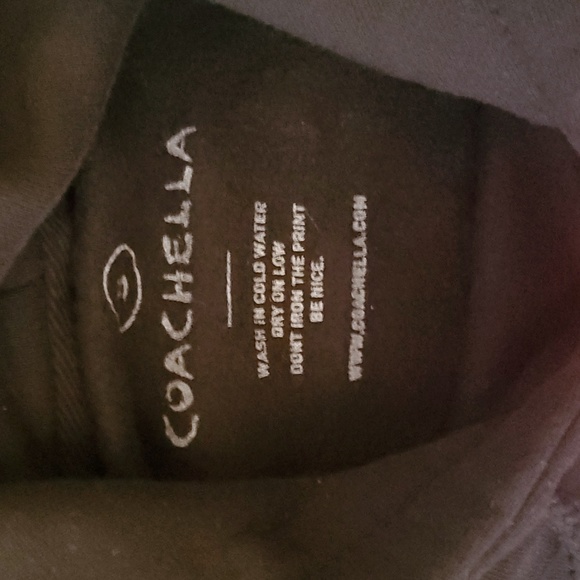 COACHELLA
WASH IN COLD WATER
DRY ON LOW
DONT IRON THE PRINT
BE NICE.
WWW.COACHELLA.COM